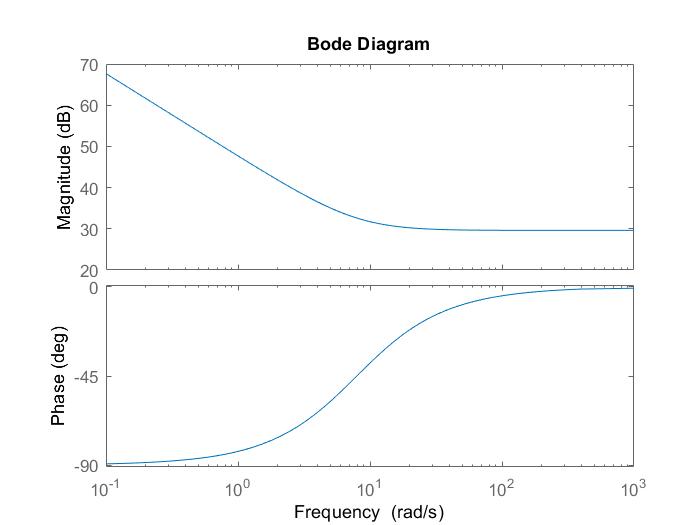 Bode Diagram
Magnitude (dB)
70
60
50
40
30
20
Phase (deg)
0
-45
-90
10^-1 10^0 10^1 10^2 10^3
Frequency (rad/s)